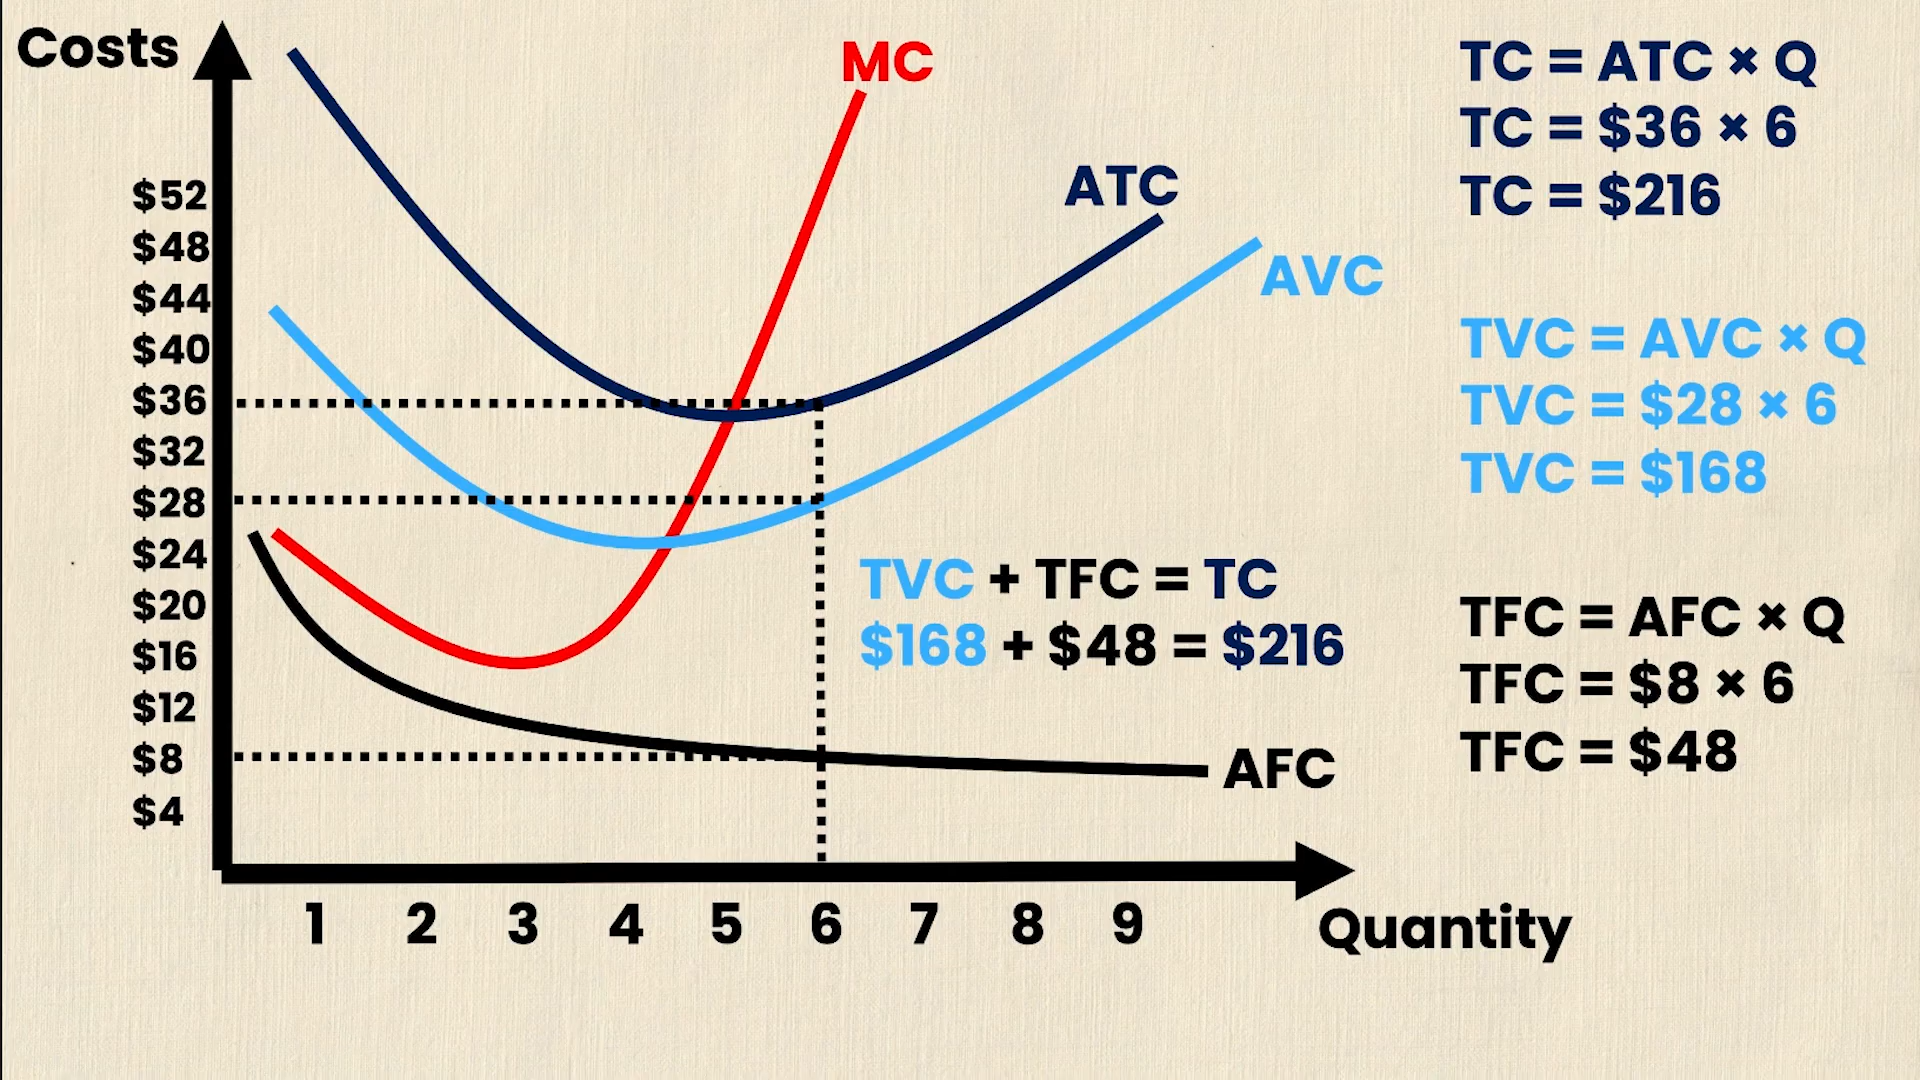 Costs
MC
ATC
AVC
$52
$48
$44
$40
$36
$32
$28
$24
$20
$16
$12
$8
$4
TVC + TFC = TC
$168 + $48 = $216
AFC
1 2 3 4 5 6 7 8 9
Quantity
TC = ATC × Q
TC = $36 × 6
TC = $216
TVC = AVC × Q
TVC = $28 × 6
TVC = $168
TFC = AFC × Q
TFC = $8 × 6
TFC = $48